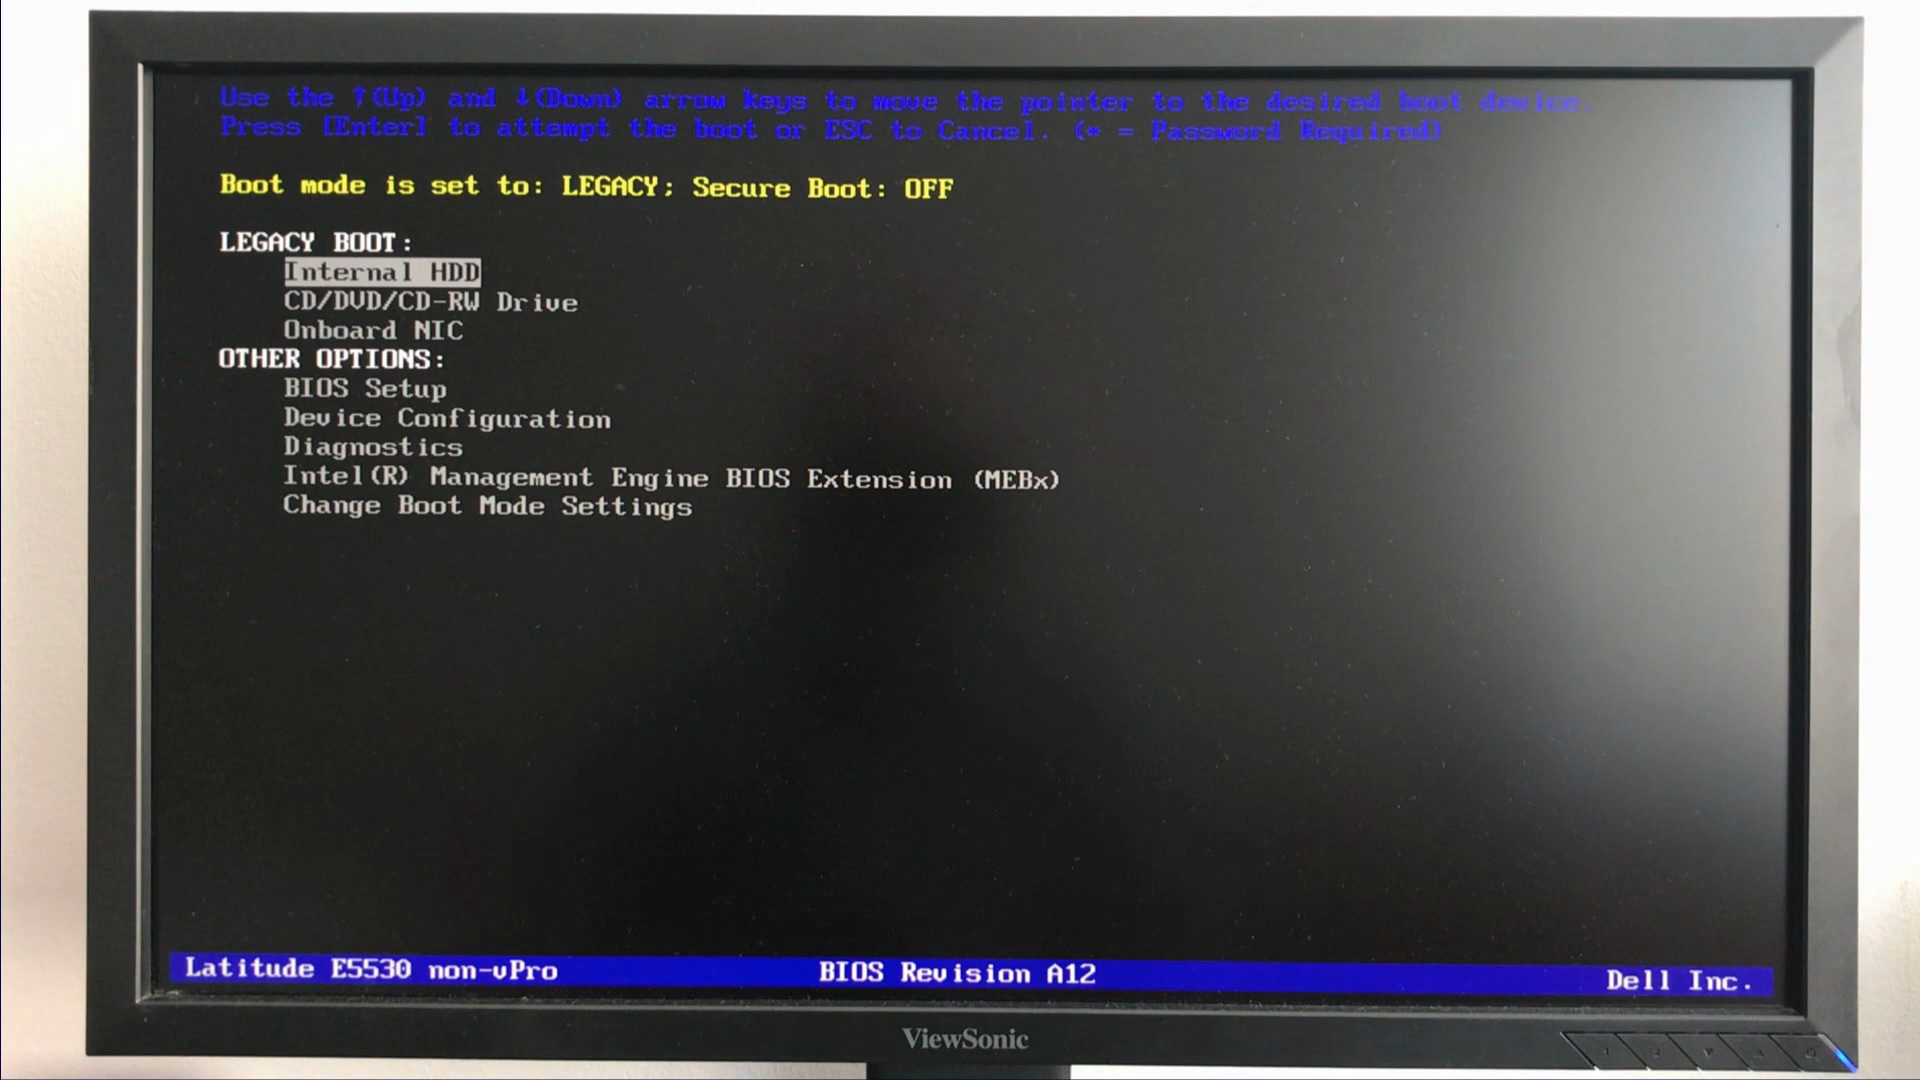 Use the ↑(Up) and ↓(Down) arrow keys to move the pointer to the desired boot device.
Press [Enter] to attempt the boot or ESC to Cancel. (* = Password Required)
Boot mode is set to: LEGACY; Secure Boot: OFF
LEGACY BOOT:
Internal HDD
CD/DVD/CD-RW Drive
Onboard NIC
OTHER OPTIONS:
BIOS Setup
Device Configuration
Diagnostics
Intel(R) Management Engine BIOS Extension (MEBx)
Change Boot Mode Settings
Latitude E5530 non-vPro BIOS Revision A12 Dell Inc.
ViewSonic